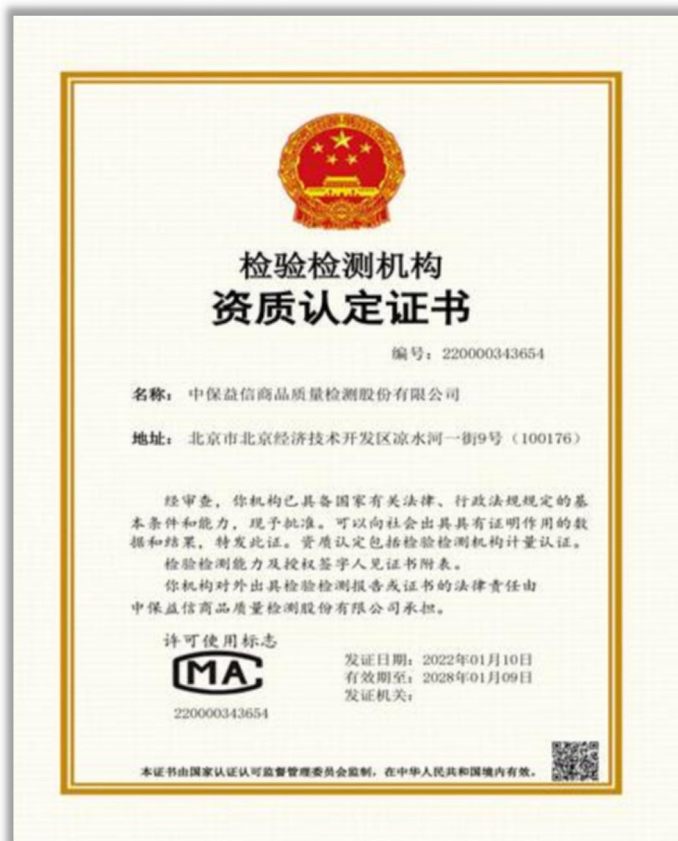 检验检测机构
资质认定证书
编号：220000343654
名称：中保益信商品质量检测股份有限公司
地址：北京市北京经济技术开发区凉水河一街9号（100176）
经审查，你机构已具备国家有关法律、行政法规规定的基
本条件和能力，现予批准。可以向社会出具具有证明作用的数
据和结果，特发此证。资质认定包括检验检测机构计量认证。
检验检测能力及授权签字人见证书附表。
你机构对外出具检验检测报告或证书的法律责任由
中保益信商品质量检测股份有限公司承担。
许可使用标志
MA
220000343654
发证日期：2022年01月10日
有效期至：2028年01月09日
发证机关：
本证书由国家认证认可监督管理委员会监制，在中华人民共和国境内有效。